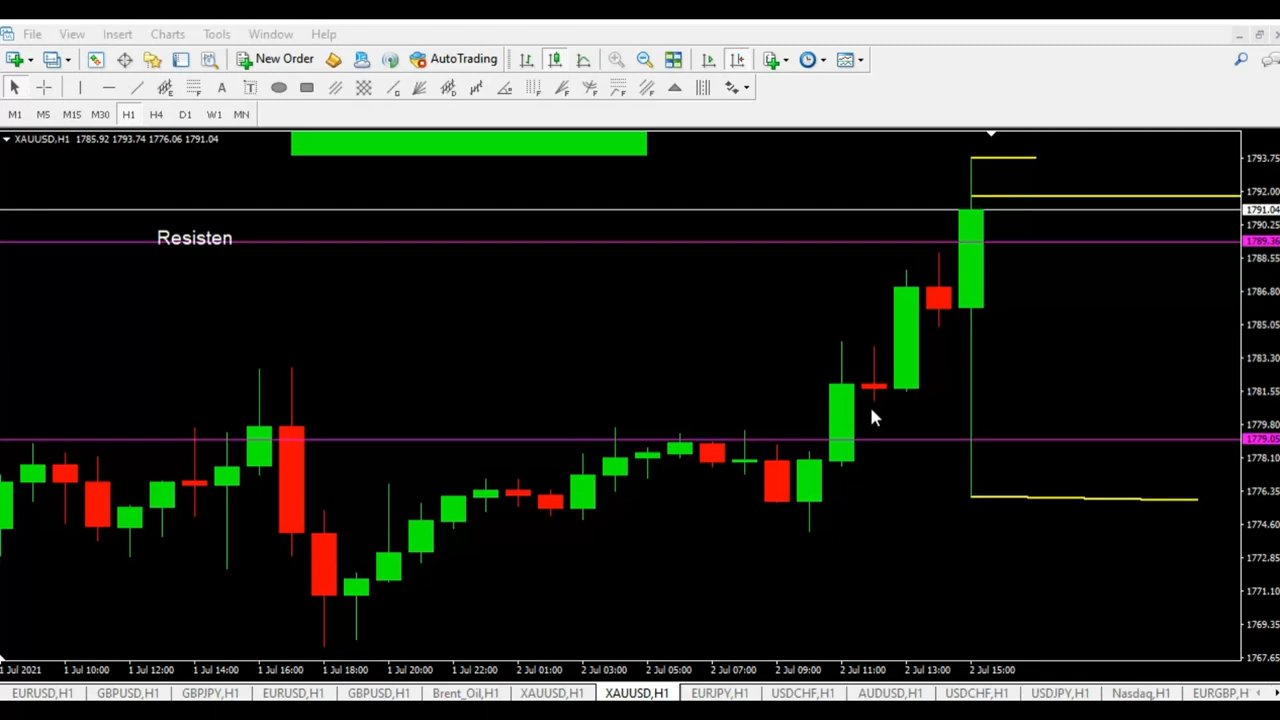 File View Insert Charts Tools Window Help
New Order AutoTrading
A T
M1 M5 M15 M30 H1 H4 D1 W1 MN
XAUUSD,H1 1785.92 1793.74 1776.06 1791.04
Resisten
1793.75
1792.00
1791.04
1790.25
1789.36
1788.55
1786.80
1785.05
1783.30
1781.55
1779.80
1779.05
1778.10
1776.35
1774.60
1772.85
1771.10
1769.35
1767.65
1 Jul 2021 1 Jul 10:00 1 Jul 12:00 1 Jul 14:00 1 Jul 16:00 1 Jul 18:00 1 Jul 20:00 1 Jul 22:00 2 Jul 01:00 2 Jul 03:00 2 Jul 05:00 2 Jul 07:00 2 Jul 09:00 2 Jul 11:00 2 Jul 13:00 2 Jul 15:00
EURUSD,H1 GBPUSD,H1 GBPJPY,H1 EURUSD,H1 GBPUSD,H1 Brent_Oil,H1 XAUUSD,H1 XAUUSD,H1 EURJPY,H1 USDCHF,H1 AUDUSD,H1 USDCHF,H1 USDJPY,H1 Nasdaq,H1 EURGBP,H